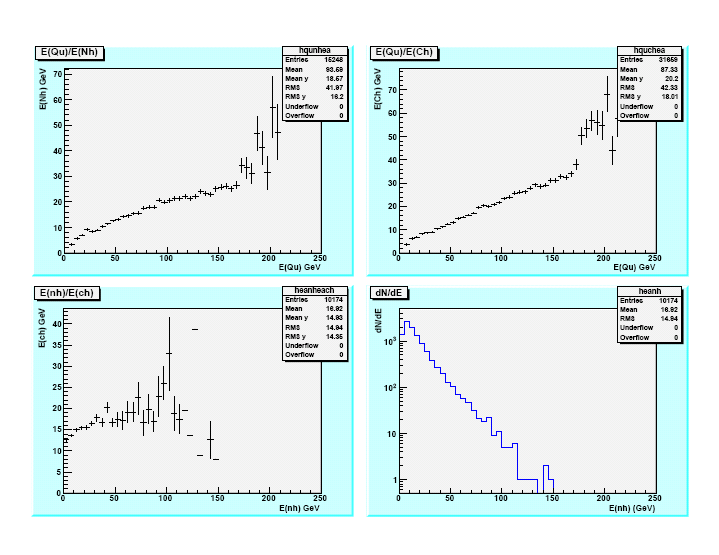 E(Qu)/E(Nh)
hqunhea
Entries 15248
Mean 93.59
Mean y 18.57
RMS 41.97
RMS y 16.2
Underflow 0
Overflow 0
E(Nh) GeV
70
60
50
40
30
20
10
0
0 50 100 150 200 250
E(Qu) GeV
E(Qu)/E(Ch)
hquchea
Entries 31659
Mean 87.33
Mean y 20.2
RMS 42.33
RMS y 18.01
Underflow 0
Overflow 0
E(Ch) GeV
70
60
50
40
30
20
10
0
0 50 100 150 200 250
E(Qu) GeV
E(nh)/E(ch)
heanheach
Entries 10174
Mean 16.92
Mean y 14.93
RMS 14.94
RMS y 14.35
Underflow 0
Overflow 0
E(ch) GeV
40
35
30
25
20
15
10
5
0
0 50 100 150 200 250
E(nh) GeV
dN/dE
heanh
Entries 10174
Mean 16.92
RMS 14.94
Underflow 0
Overflow 0
dN/dE
10³
10²
10
1
0 50 100 150 200 250
E(nh) (GeV)